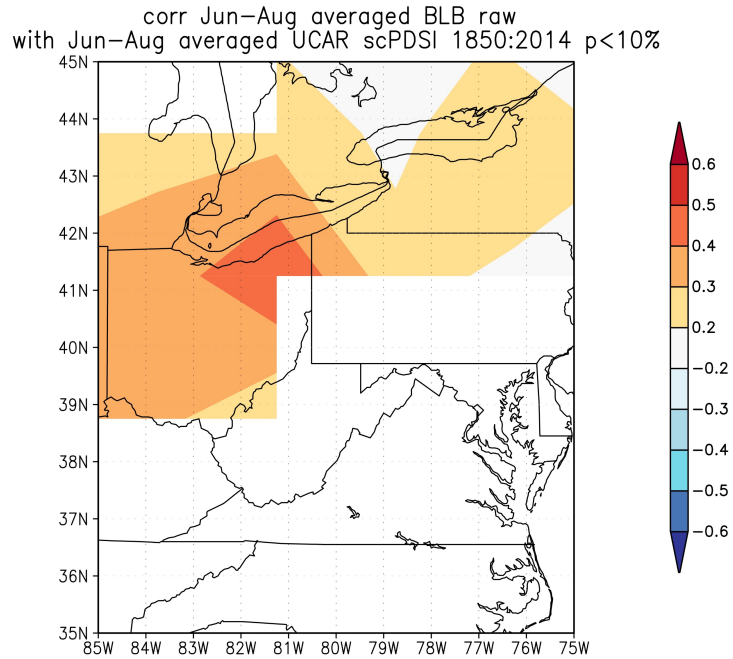 corr Jun-Aug averaged BLB raw
with Jun-Aug averaged UCAR scPDSI 1850:2014 p<10%
45N
44N
43N
42N
41N
40N
39N
38N
37N
36N
35N
85W 84W 83W 82W 81W 80W 79W 78W 77W 76W 75W
0.6
0.5
0.4
0.3
0.2
-0.2
-0.3
-0.4
-0.5
-0.6